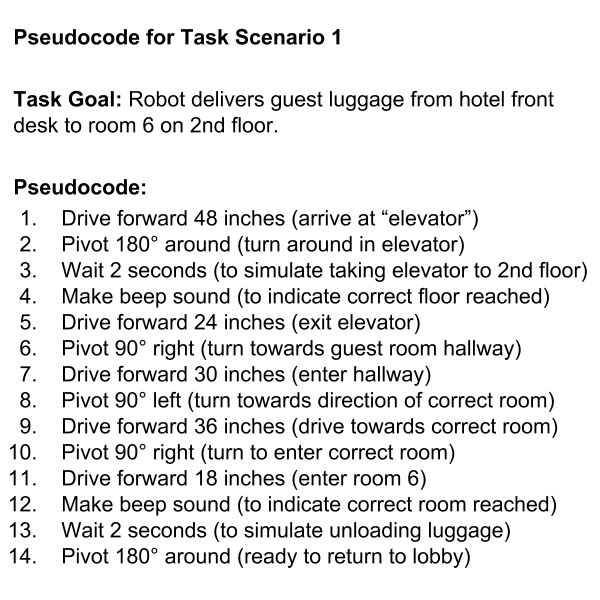 Pseudocode for Task Scenario 1
Task Goal: Robot delivers guest luggage from hotel front
desk to room 6 on 2nd floor.
Pseudocode:
1. Drive forward 48 inches (arrive at “elevator”)
2. Pivot 180° around (turn around in elevator)
3. Wait 2 seconds (to simulate taking elevator to 2nd floor)
4. Make beep sound (to indicate correct floor reached)
5. Drive forward 24 inches (exit elevator)
6. Pivot 90° right (turn towards guest room hallway)
7. Drive forward 30 inches (enter hallway)
8. Pivot 90° left (turn towards direction of correct room)
9. Drive forward 36 inches (drive towards correct room)
10. Pivot 90° right (turn to enter correct room)
11. Drive forward 18 inches (enter room 6)
12. Make beep sound (to indicate correct room reached)
13. Wait 2 seconds (to simulate unloading luggage)
14. Pivot 180° around (ready to return to lobby)